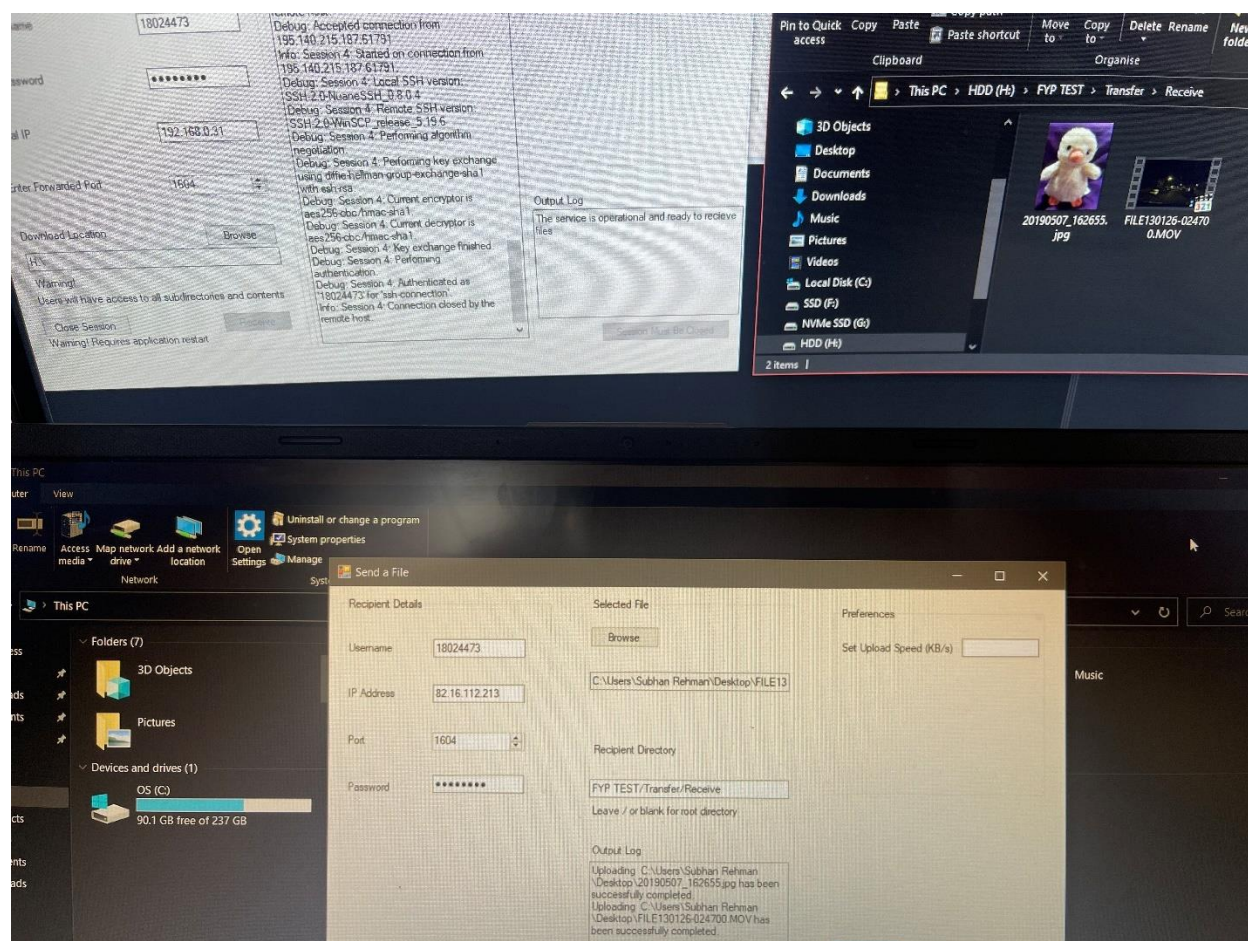 18024473
192.168.0.31
Enter Forwarded Port
1604
Download Location
Browse
H:\
Warning!
Users will have access to all subdirectories and contents
Close Session
Warning! Requires application restart
Debug: Accepted connection from
195.140.215.187:61791.
Info: Session 4: Started on connection from
195.140.215.187:61791.
Debug: Session 4: Local SSH version:
SSH-2.0-NuaneSSH_0.8.0.4
Debug: Session 4: Remote SSH version:
SSH-2.0-WinSCP_release_5.19.6
Debug: Session 4: Performing algorithm
negotiation.
Debug: Session 4: Performing key exchange
using diffie-hellman-group-exchange-sha1
with ssh-rsa
Debug: Session 4: Current encryptor is
aes256-cbc/hmac-sha1.
Debug: Session 4: Current decryptor is
aes256-cbc/hmac-sha1.
Debug: Session 4: Key exchange finished.
Debug: Session 4: Performing
authentication.
Debug: Session 4: Authenticated as
'18024473' for 'ssh-connection'.
Info: Session 4: Connection closed by the
remote host.
Output Log
The service is operational and ready to recieve
files
Session Must Be Closed
Pin to Quick access
Copy
Paste
Copy path
Paste shortcut
Move to
Copy to
Delete
Rename
New folde
Clipboard
Organise
This PC > HDD (H:) > FYP TEST > Transfer > Receive
3D Objects
Desktop
Documents
Downloads
Music
Pictures
Videos
Local Disk (C:)
SSD (F:)
NVMe SSD (G:)
HDD (H:)
20190507_162655.
jpg
FILE130126-02470
0.MOV
2 items
This PC
uter
View
Rename
Access media
Map network drive
Add a network location
Open Settings
Uninstall or change a program
System properties
Manage
Network
Syst
> This PC
Folders (7)
3D Objects
Pictures
Devices and drives (1)
OS (C:)
90.1 GB free of 237 GB
Music
Sear
Send a File
Recipient Details
Username
18024473
IP Address
82.16.112.213
Port
1604
Password
********
Selected File
Browse
C:\Users\Subhan Rehman\Desktop\FILE13
Recipient Directory
FYP TEST/Transfer/Receive
Leave / or blank for root directory
Output Log
Uploading C:\Users\Subhan Rehman
\Desktop\20190507_162655.jpg has been
successfully completed.
Uploading C:\Users\Subhan Rehman
\Desktop\FILE130126-024700.MOV has
been successfully completed.
Preferences
Set Upload Speed (KB/s)